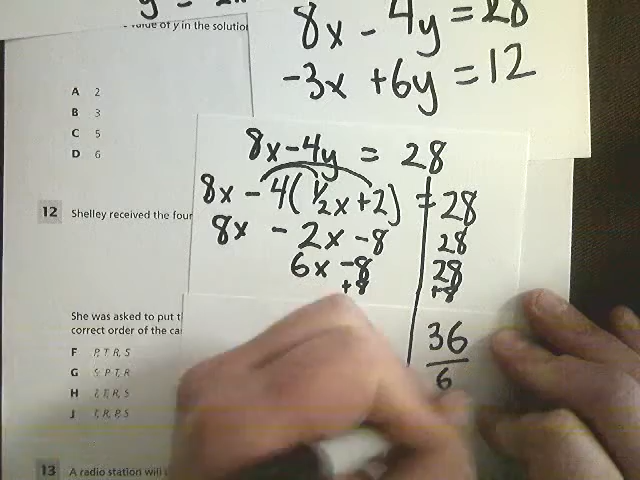 y =
value of y in the solution
8x - 4y = 28
-3x + 6y = 12
A 2
B 3
C 5
D 6
8x - 4y = 28
8x - 4(1/2x + 2) = 28
8x - 2x - 8 28
6x - 8 28
+8 +8
36
6
12 Shelley received the four
She was asked to put t
correct order of the ca
F P, T, R, S
G S, P, T, R
H
J
13 A radio station will